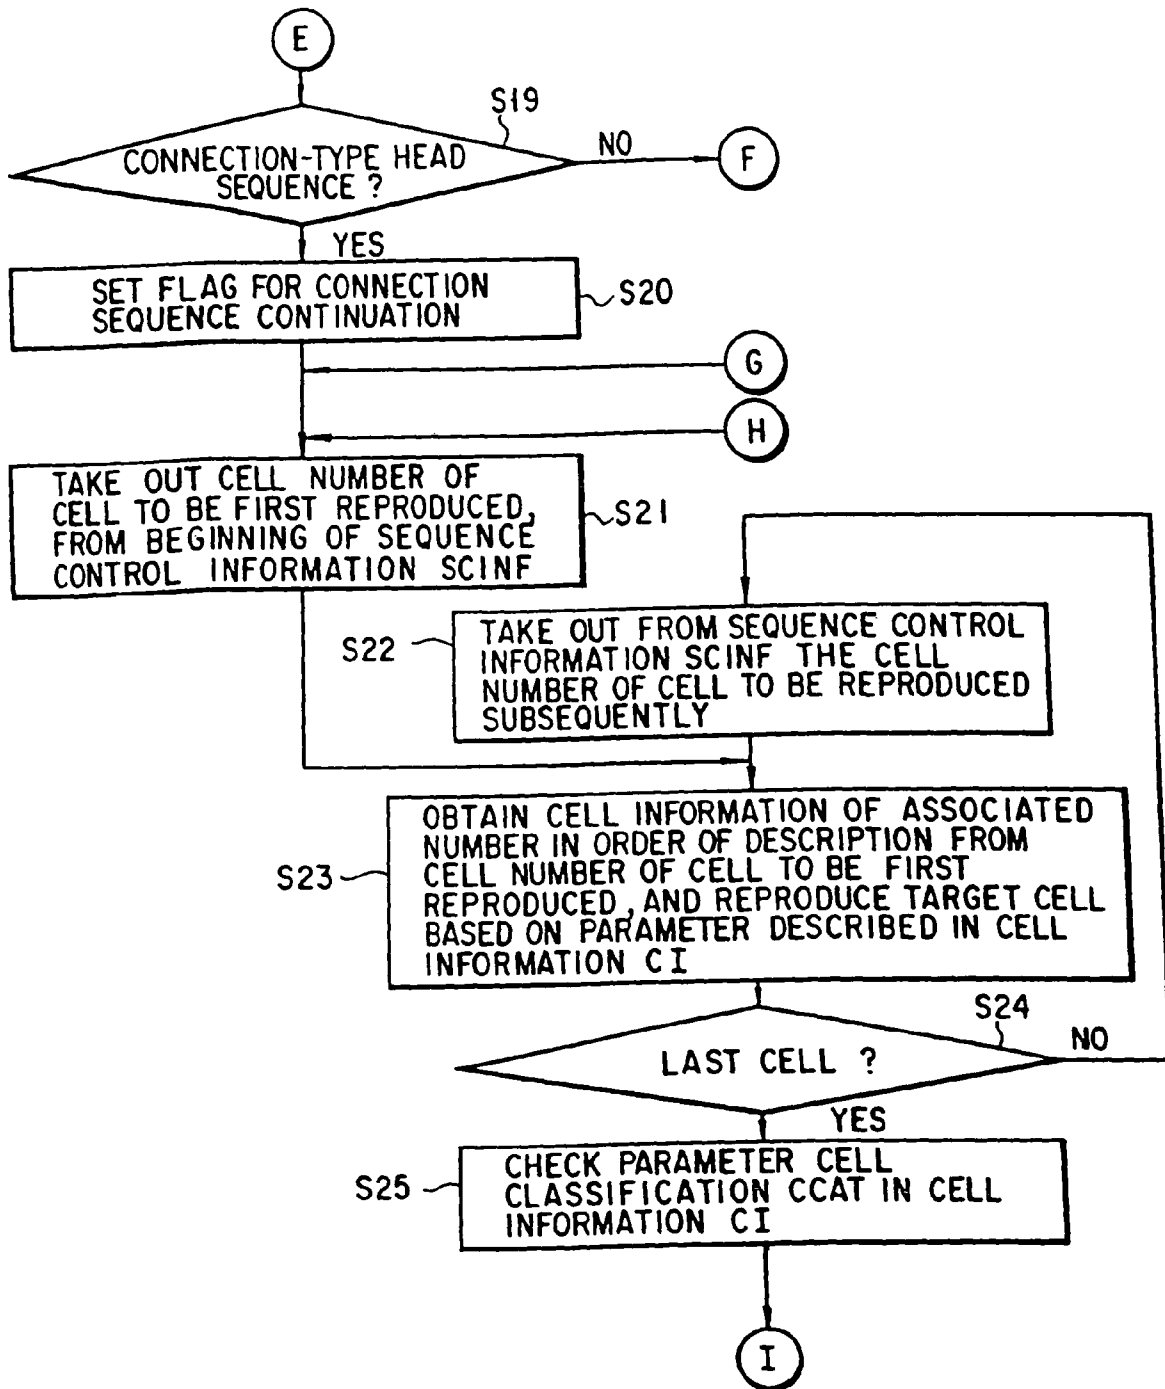 E
S19
CONNECTION-TYPE HEAD
SEQUENCE ?
NO
F
YES
SET FLAG FOR CONNECTION
SEQUENCE CONTINUATION
S20
G
H
TAKE OUT CELL NUMBER OF
CELL TO BE FIRST REPRODUCED,
FROM BEGINNING OF SEQUENCE
CONTROL INFORMATION SCINF
S21
S22
TAKE OUT FROM SEQUENCE CONTROL
INFORMATION SCINF THE CELL
NUMBER OF CELL TO BE REPRODUCED
SUBSEQUENTLY
S23
OBTAIN CELL INFORMATION OF ASSOCIATED
NUMBER IN ORDER OF DESCRIPTION FROM
CELL NUMBER OF CELL TO BE FIRST
REPRODUCED, AND REPRODUCE TARGET CELL
BASED ON PARAMETER DESCRIBED IN CELL
INFORMATION CI
S24
LAST CELL ?
NO
YES
S25
CHECK PARAMETER CELL
CLASSIFICATION CCAT IN CELL
INFORMATION CI
I